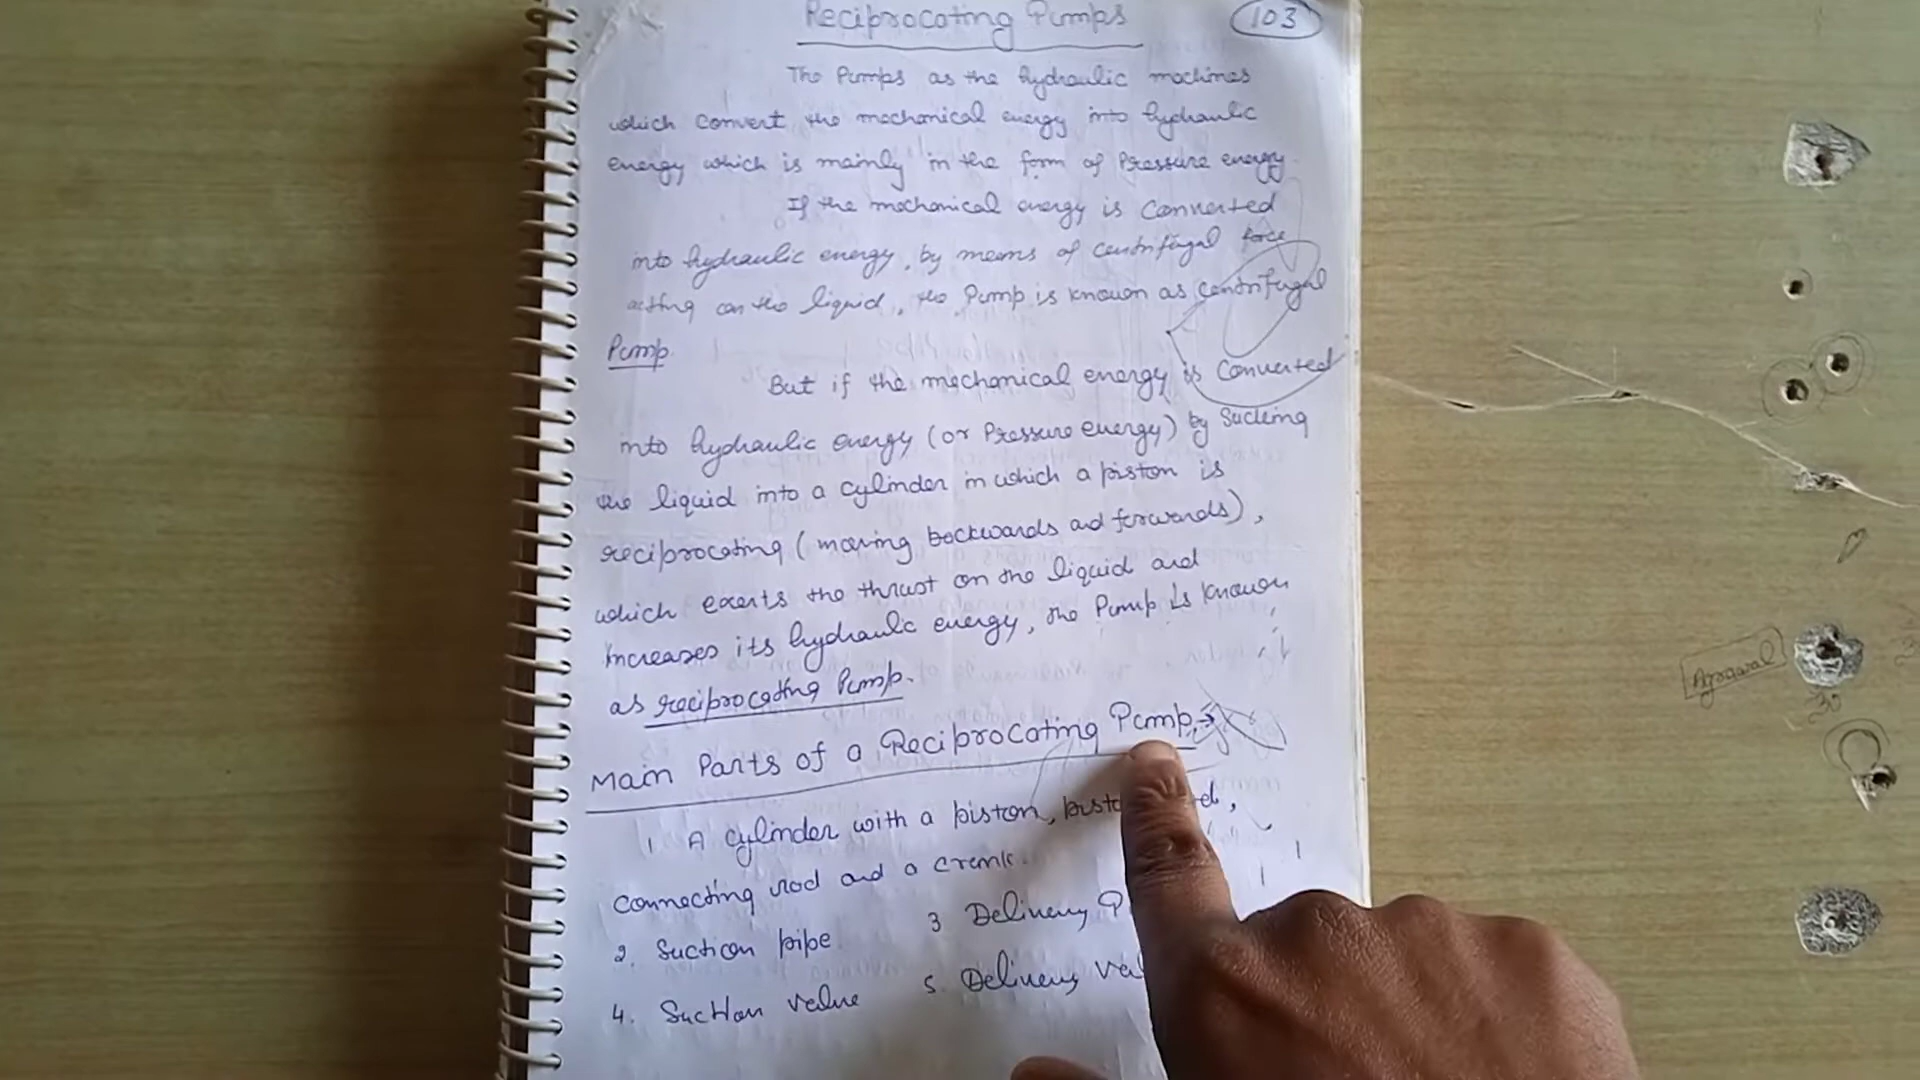 Reciprocating Pumps
103
The Pumps as the hydraulic machines
which convert the mechanical energy into hydraulic
energy which is mainly in the form of Pressure energy
If the mechanical energy is Converted
into hydraulic energy, by means of centrifugal force
acting on the liquid, the Pump is known as centrifugal
Pump.
But if the mechanical energy is Converted
into hydraulic energy (or Pressure energy) by Sucking
the liquid into a cylinder in which a piston is
reciprocating (moving backwards and forwards),
which exerts the thrust on the liquid and
increases its hydraulic energy, the Pump is known
as reciprocating Pump.
Main Parts of a Reciprocating Pump →
1 A cylinder with a piston,
connecting rod and a crank.
2. Suction pipe
3 Delivery
4. Suction valve
5. Delivery
Agrawal